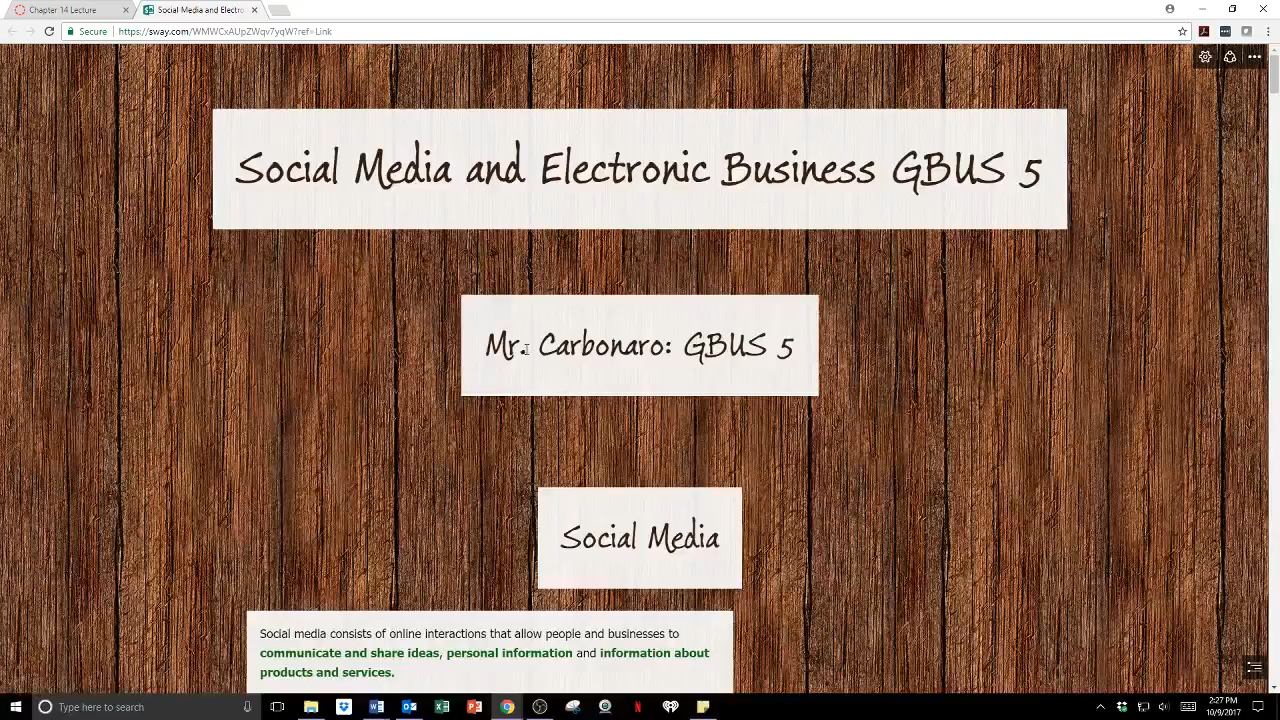 Chapter 14 Lecture
Social Media and Electro
Secure
https://sway.com/WMWCxAUpZWqv7yqW?ref=Link
Social Media and Electronic Business GBUS 5
Mr. Carbonaro: GBUS 5
Social Media
Social media consists of online interactions that allow people and businesses to
communicate and share ideas, personal information and information about
products and services.
Type here to search
2:27 PM
10/9/2017